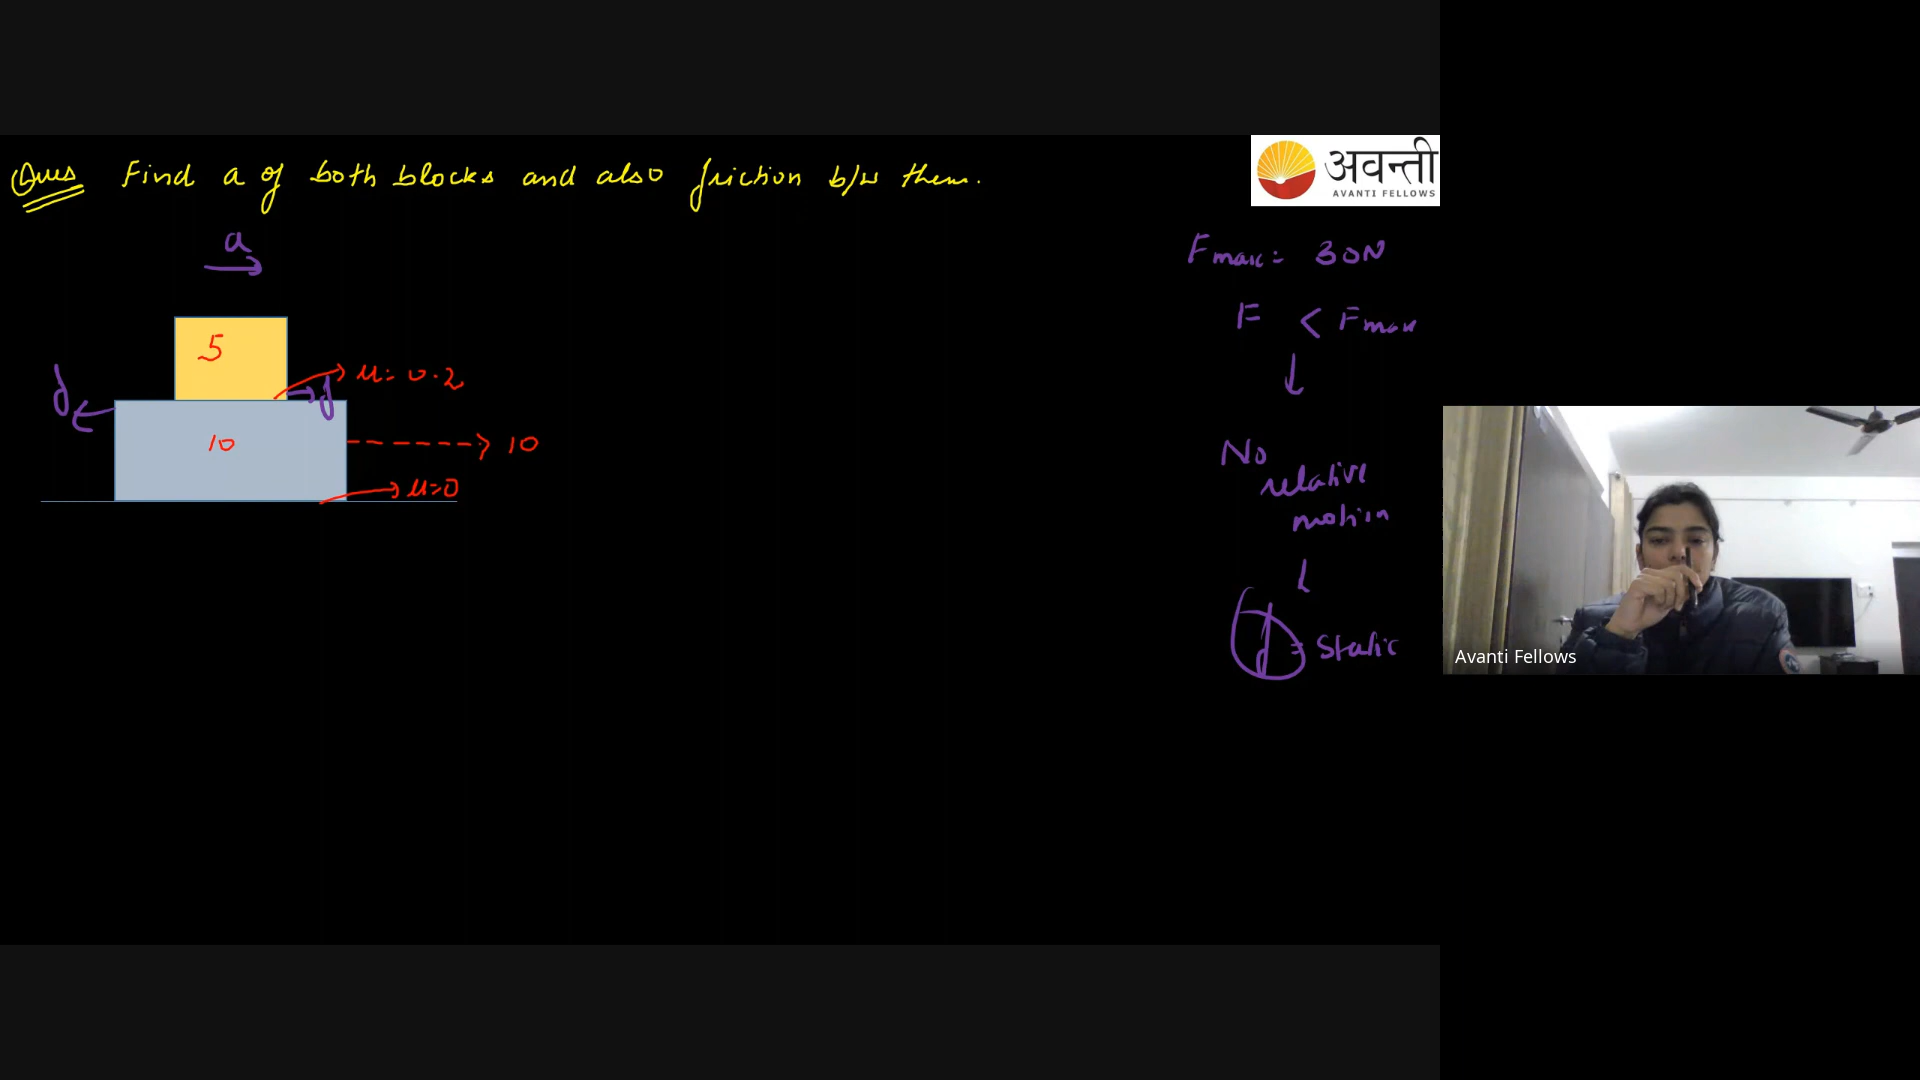 Ques Find a of both blocks and also friction b/w them.
अवन्ती
AVANTI FELLOWS
a
Fmax = 30N
F < Fmax
5
μ = 0.2
f
f
10
10
μ=0
No
relative
motion
f = Static
Avanti Fellows